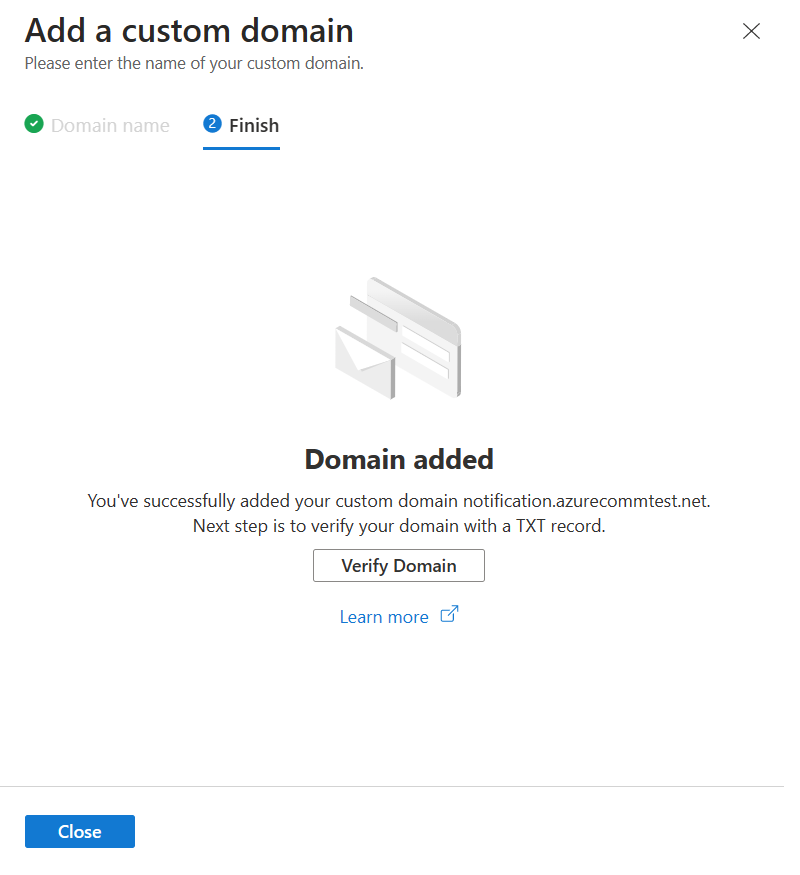 Add a custom domain
Please enter the name of your custom domain.
Domain name
2 Finish
Domain added
You've successfully added your custom domain notification.azurecommtest.net.
Next step is to verify your domain with a TXT record.
Verify Domain
Learn more
Close